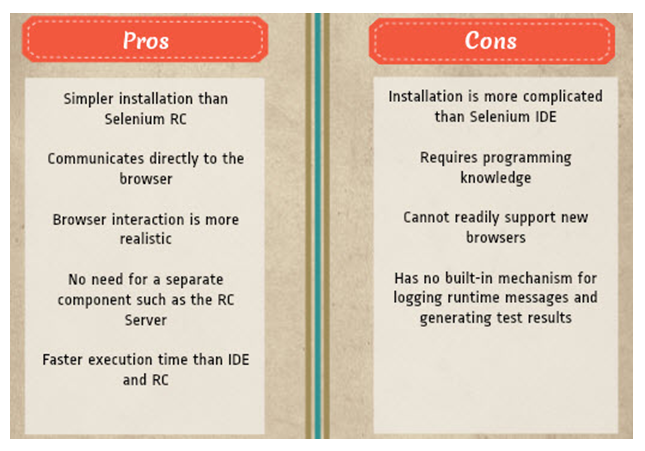 Pros
Simpler installation than
Selenium RC
Communicates directly to the
browser
Browser interaction is more
realistic
No need for a separate
component such as the RC
Server
Faster execution time than IDE
and RC
Cons
Installation is more complicated
than Selenium IDE
Requires programming
knowledge
Cannot readily support new
browsers
Has no built-in mechanism for
logging runtime messages and
generating test results